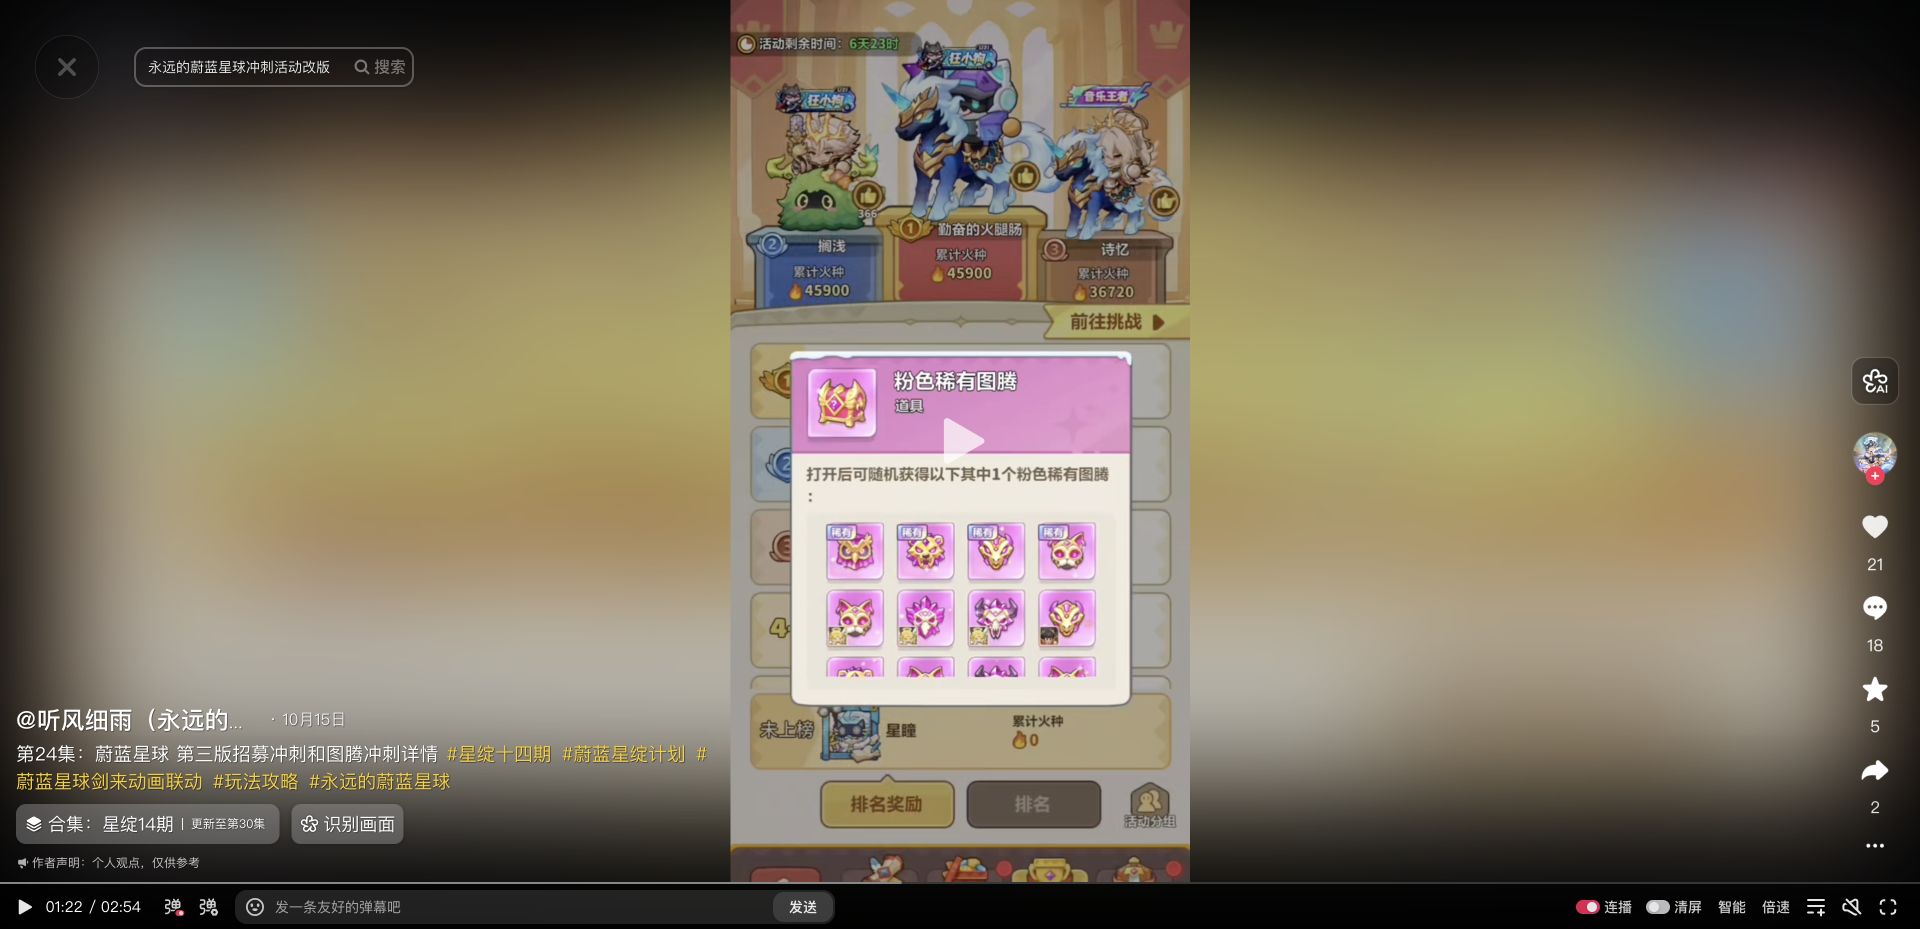 永远的蔚蓝星球冲刺活动改版
搜索
活动剩余时间：6天23时
狂小狗
狂小狗
音乐王者
366
2
搁浅
累计火种
45900
1
勤奋的火腿肠
累计火种
45900
3
诗忆
累计火种
36720
前往挑战
粉色稀有图腾
道具
打开后可随机获得以下其中1个粉色稀有图腾
：
稀有
稀有
稀有
稀有
4
未上榜
星瞳
累计火种
0
排名奖励
排名
活动分组
@听风细雨（永远的...
· 10月15日
第24集：蔚蓝星球 第三版招募冲刺和图腾冲刺详情 #星绽十四期 #蔚蓝星绽计划 #
蔚蓝星球剑来动画联动 #玩法攻略 #永远的蔚蓝星球
合集：星绽14期 | 更新至第30集
识别画面
作者声明：个人观点，仅供参考
AI
21
18
5
2
01:22 / 02:54
弹
弹
发一条友好的弹幕吧
发送
连播
清屏
智能
倍速